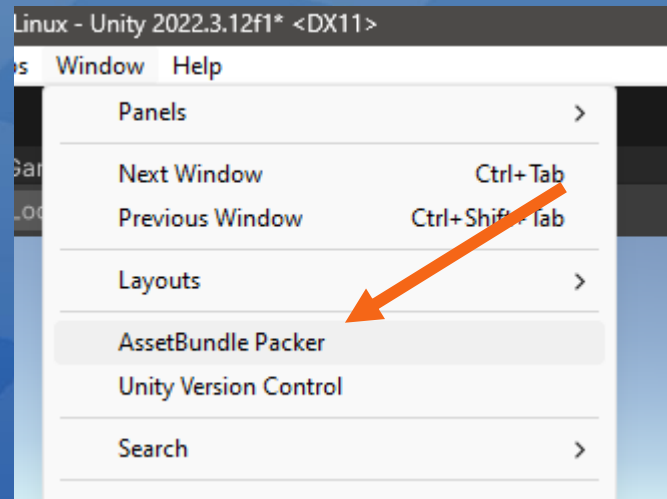 Linux - Unity 2022.3.12f1* <DX11>
Window Help
Panels >
Next Window Ctrl+Tab
Previous Window Ctrl+Shift+Tab
Layouts >
AssetBundle Packer
Unity Version Control
Search >